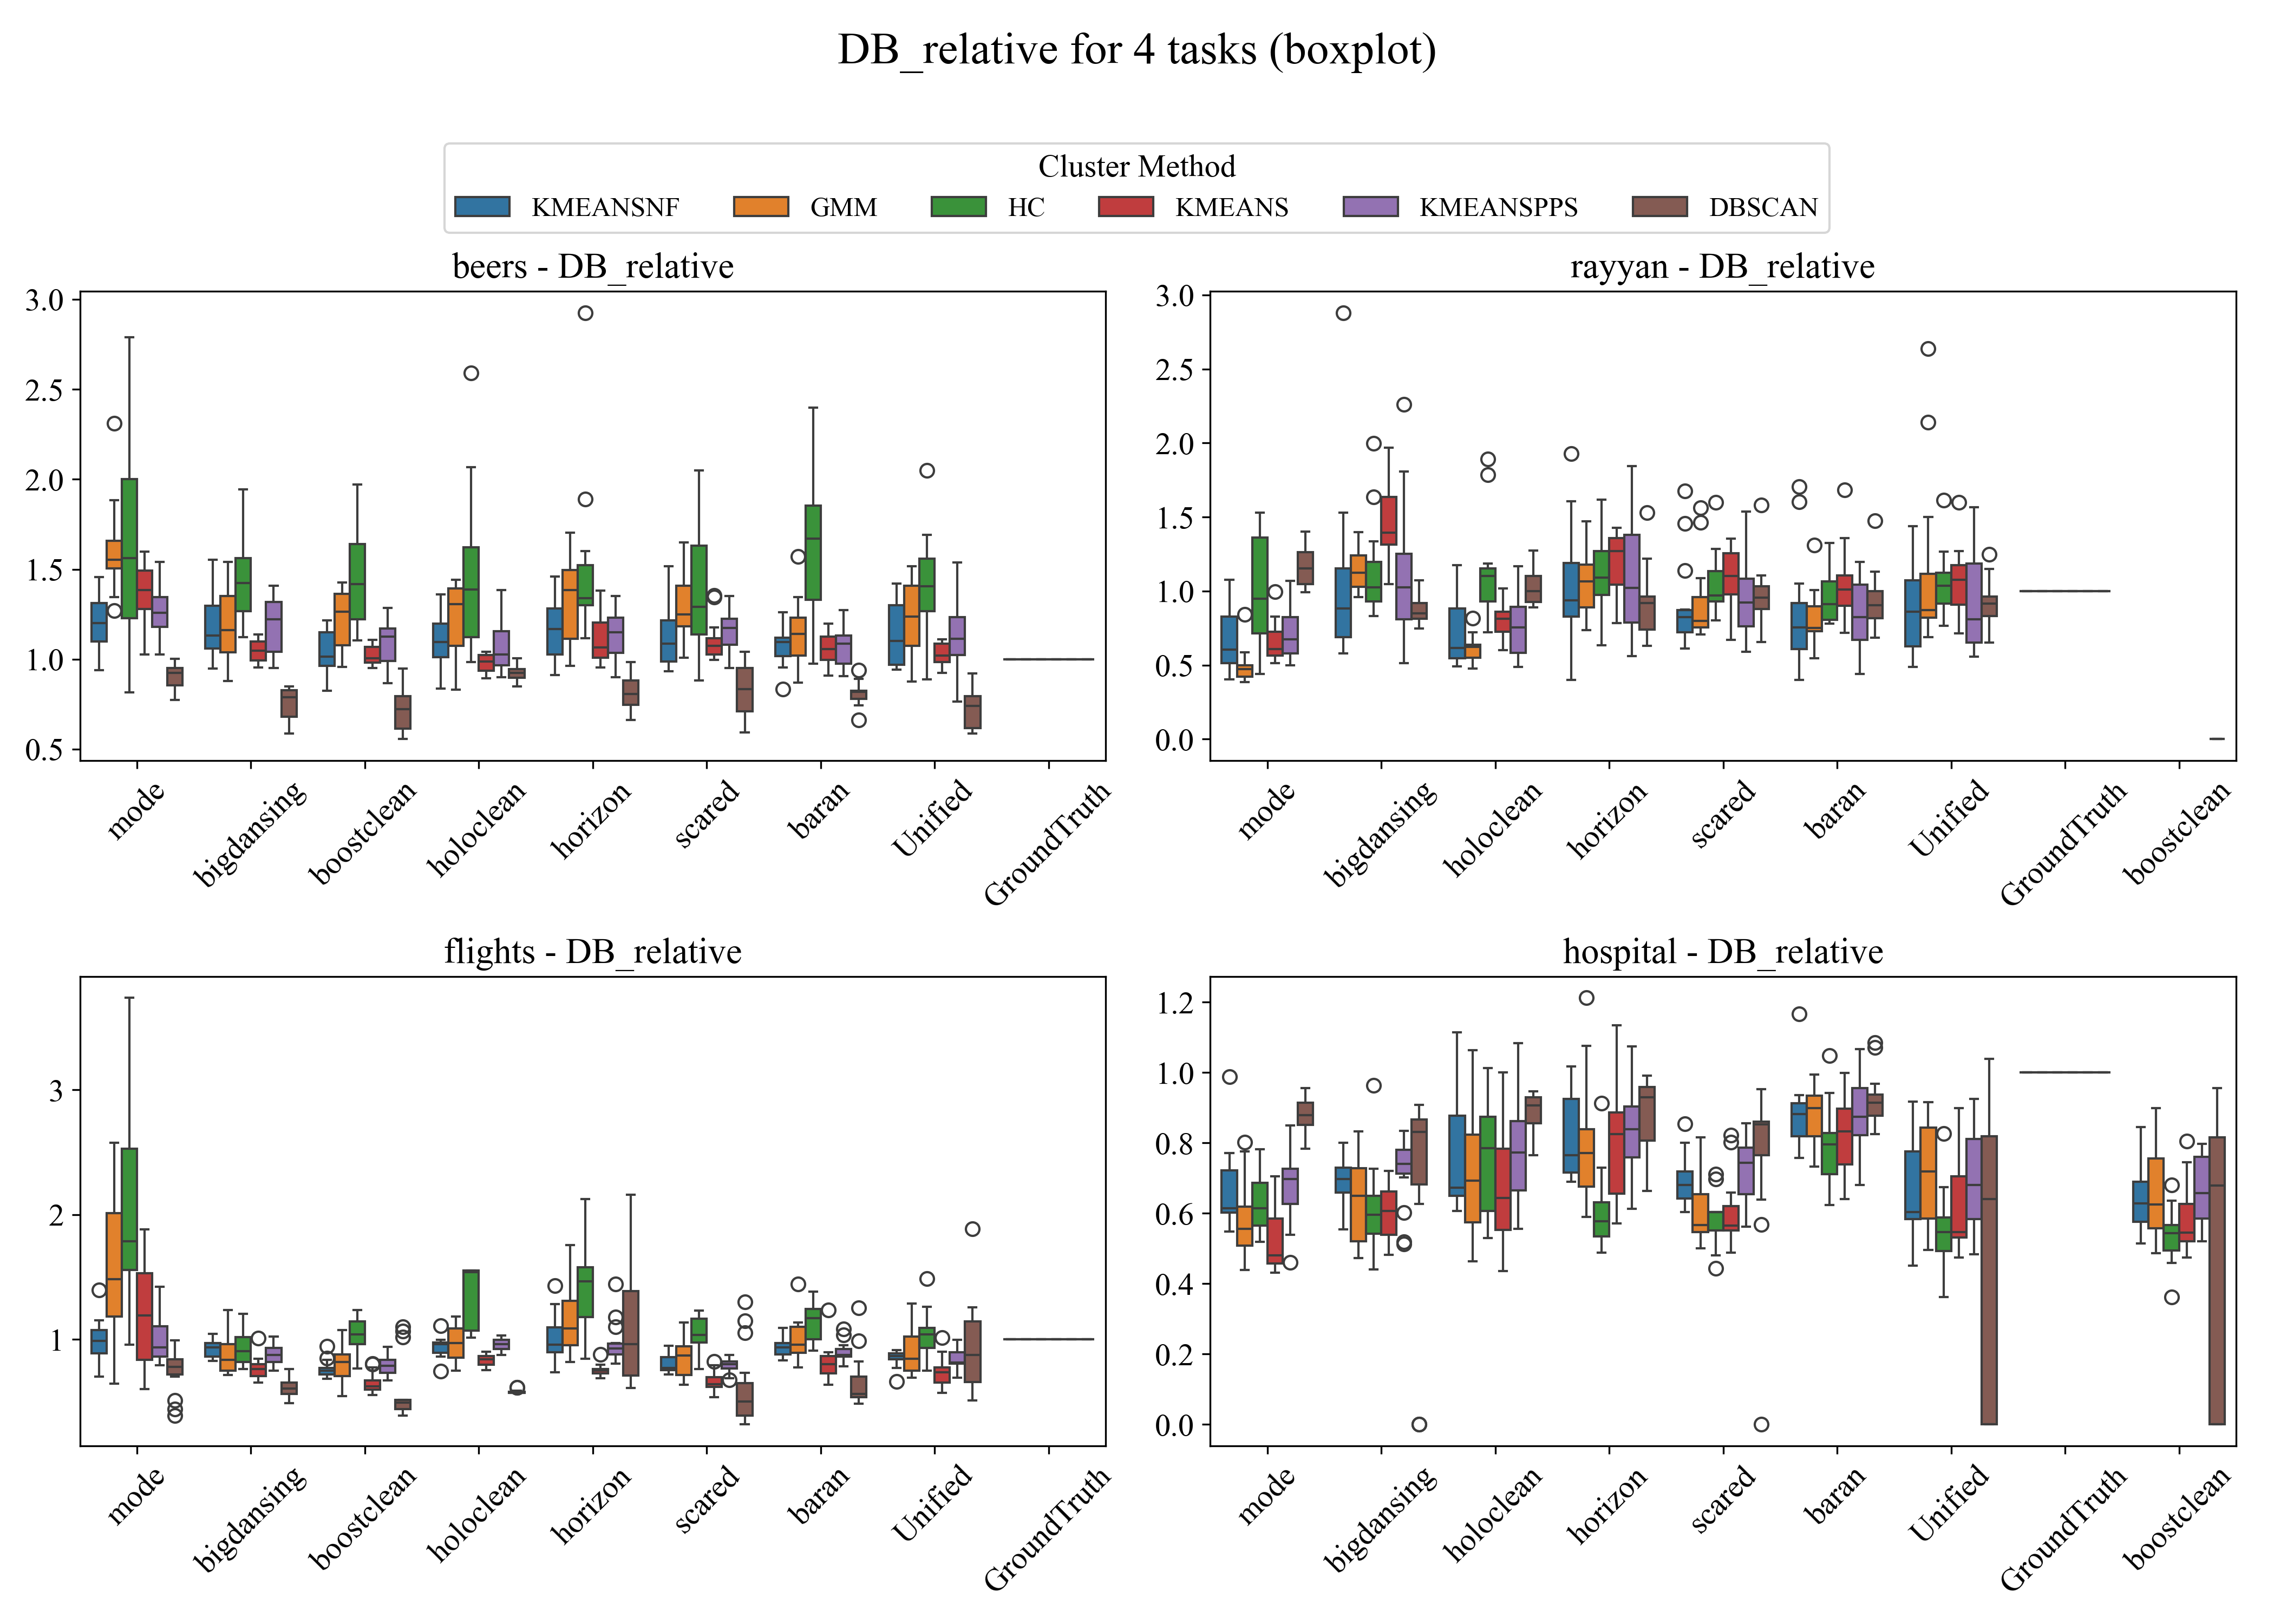 DB_relative for 4 tasks (boxplot)
Cluster Method
KMEANSNF GMM HC KMEANS KMEANSPPS DBSCAN
beers - DB_relative
3.0
2.5
2.0
1.5
1.0
0.5
mode bigdansing boostclean holoclean horizon scared baran Unified GroundTruth
rayyan - DB_relative
3.0
2.5
2.0
1.5
1.0
0.5
0.0
mode bigdansing holoclean horizon scared baran Unified GroundTruth boostclean
flights - DB_relative
3
2
1
mode bigdansing boostclean holoclean horizon scared baran Unified GroundTruth
hospital - DB_relative
1.2
1.0
0.8
0.6
0.4
0.2
0.0
mode bigdansing holoclean horizon scared baran Unified GroundTruth boostclean